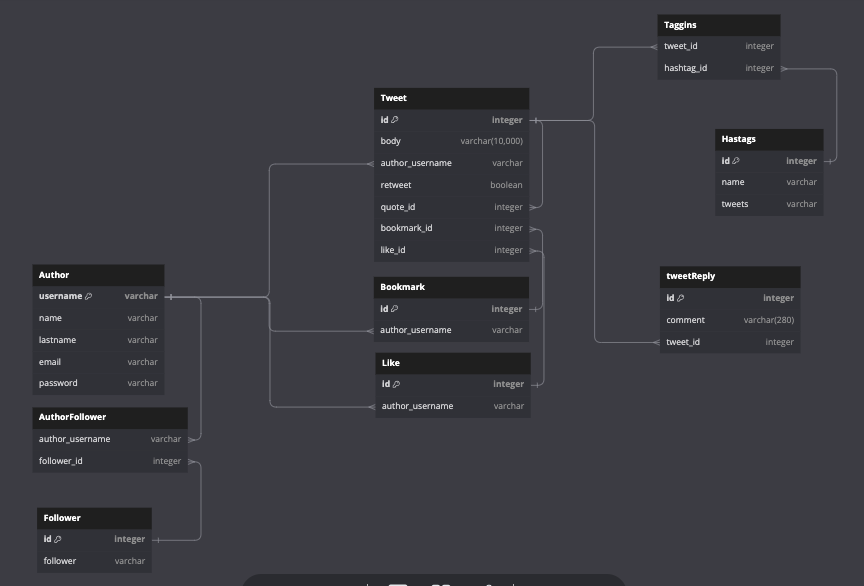 Taggins
tweet_id integer
hashtag_id integer
Tweet
id integer
body varchar(10,000)
author_username varchar
retweet boolean
quote_id integer
bookmark_id integer
like_id integer
Hastags
id integer
name varchar
tweets varchar
Author
username varchar
name varchar
lastname varchar
email varchar
password varchar
Bookmark
id integer
author_username varchar
tweetReply
id integer
comment varchar(280)
tweet_id integer
Like
id integer
author_username varchar
AuthorFollower
author_username varchar
follower_id integer
Follower
id integer
follower varchar